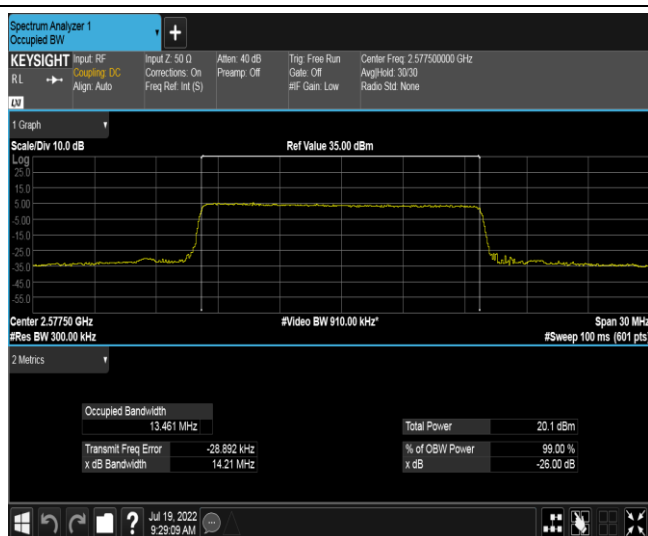 Spectrum Analyzer 1
Occupied BW
+
KEYSIGHT Input: RF Input Z: 50 Ω Atten: 40 dB Trig: Free Run Center Freq: 2.577500000 GHz
RL Coupling: DC Corrections: On Preamp: Off Gate: Off Avg|Hold: 30/30
Align: Auto Freq Ref: Int (S) #IF Gain: Low Radio Std: None
LXI
1 Graph
Scale/Div 10.0 dB Ref Value 35.00 dBm
Log
25.0
15.0
5.00
-5.00
-15.0
-25.0
-35.0
-45.0
-55.0
Center 2.57750 GHz #Video BW 910.00 kHz* Span 30 MHz
#Res BW 300.00 kHz #Sweep 100 ms (601 pts)
2 Metrics
Occupied Bandwidth
13.461 MHz Total Power 20.1 dBm
Transmit Freq Error -28.892 kHz % of OBW Power 99.00 %
x dB Bandwidth 14.21 MHz x dB -26.00 dB
? Jul 19, 2022
9:29:09 AM